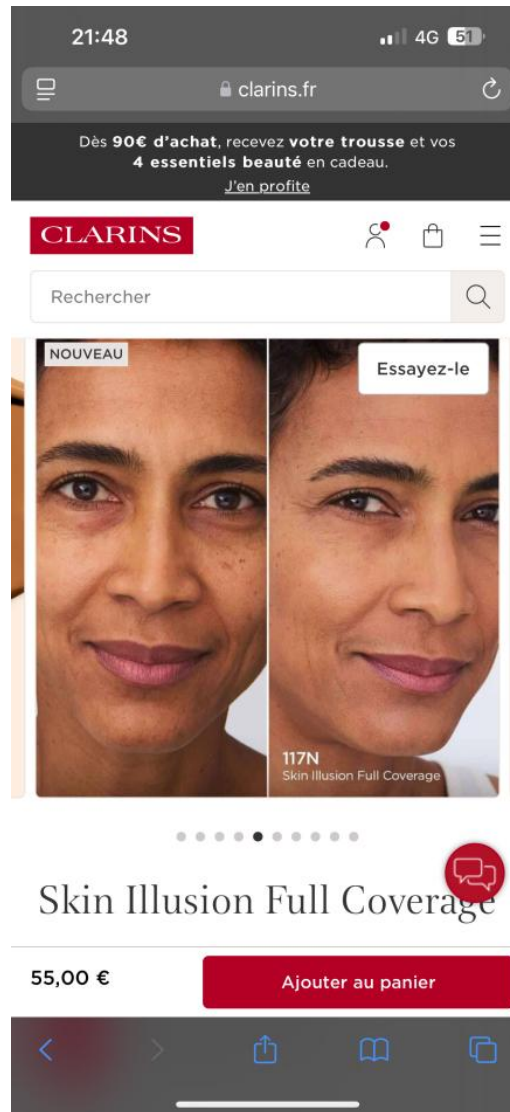 21:48
4G 51
clarins.fr
Dès 90€ d'achat, recevez votre trousse et vos
4 essentiels beauté en cadeau.
J'en profite
CLARINS
Rechercher
NOUVEAU
Essayez-le
117N
Skin Illusion Full Coverage
Skin Illusion Full Coverage
55,00 €
Ajouter au panier